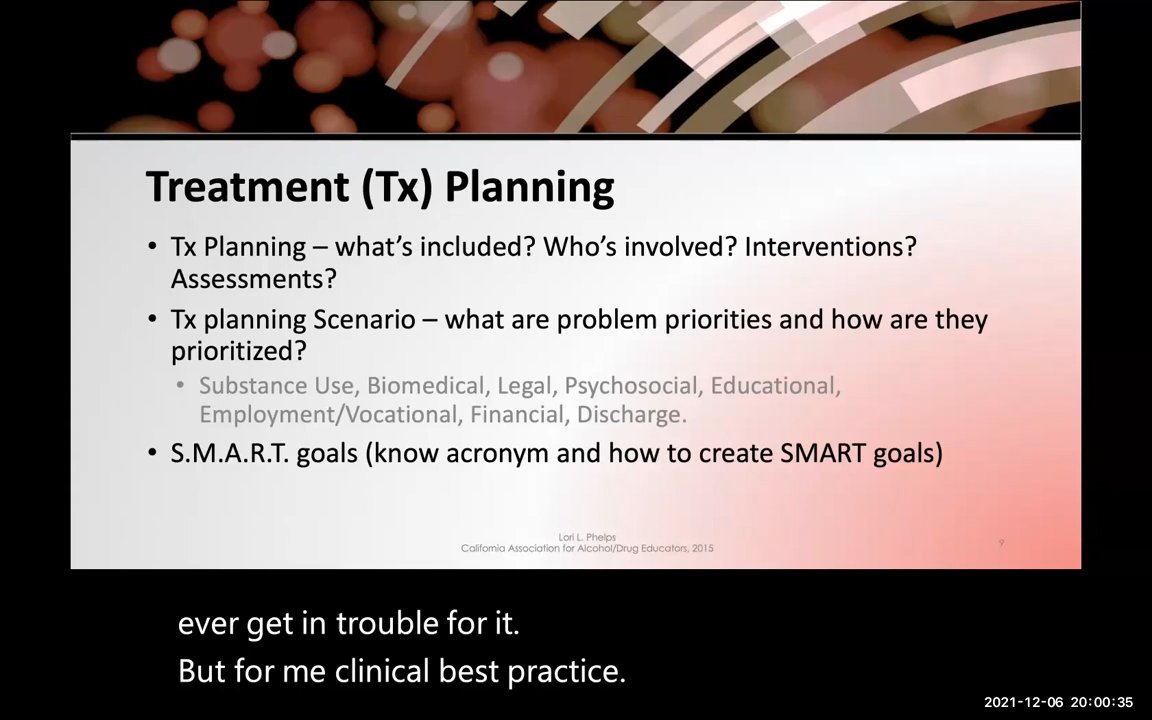 Treatment (Tx) Planning
• Tx Planning – what's included? Who's involved? Interventions?
Assessments?
• Tx planning Scenario – what are problem priorities and how are they
prioritized?
• Substance Use, Biomedical, Legal, Psychosocial, Educational,
Employment/Vocational, Financial, Discharge.
• S.M.A.R.T. goals (know acronym and how to create SMART goals)
Lori L. Phelps
California Association for Alcohol/Drug Educators, 2015
9
ever get in trouble for it.
But for me clinical best practice.
2021-12-06 20:00:35